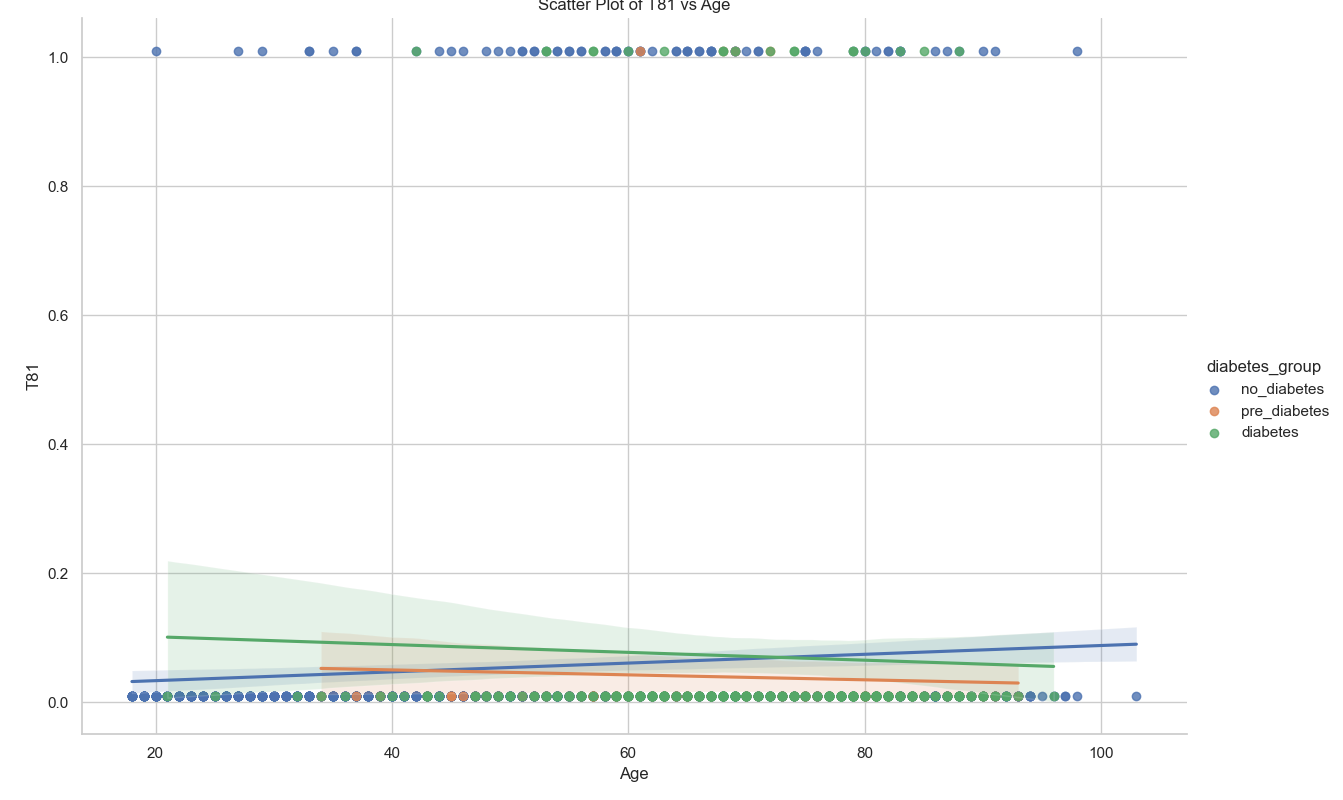 Scatter Plot of T81 vs Age
1.0
0.8
0.6
0.4
0.2
0.0
T81
20 40 60 80 100
Age
diabetes_group
no_diabetes
pre_diabetes
diabetes